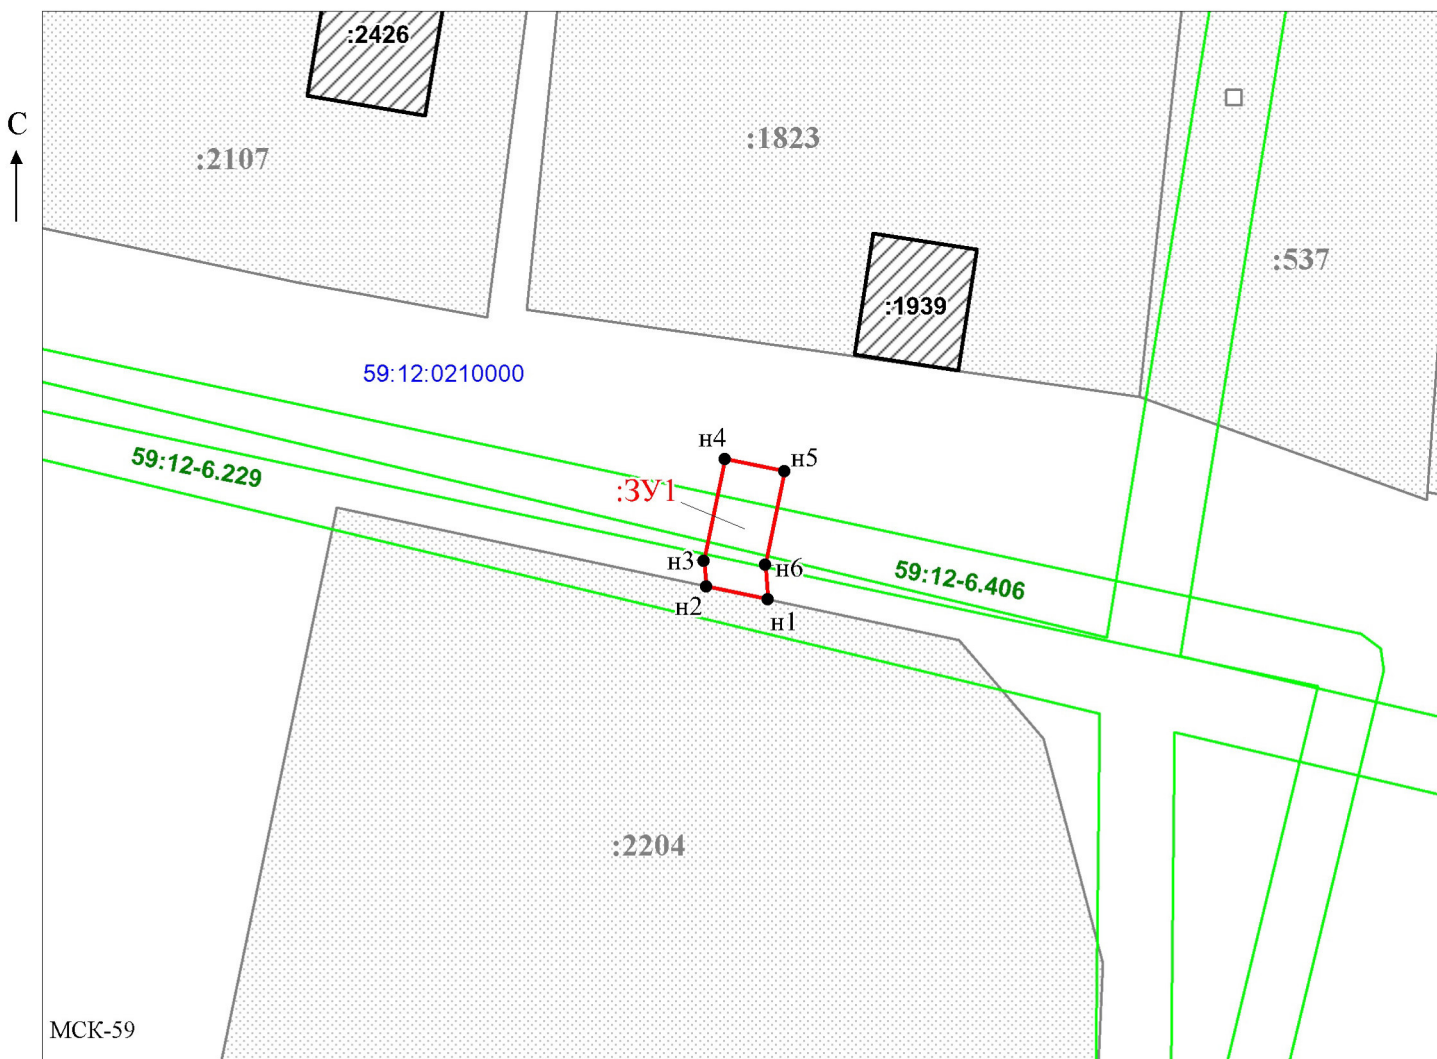 :2426
С
:1823
:2107
:537
:1939
59:12:0210000
н4
н5
59:12-6.229
:ЗУ1
н3
н6
59:12-6.406
н2
н1
:2204
МСК-59